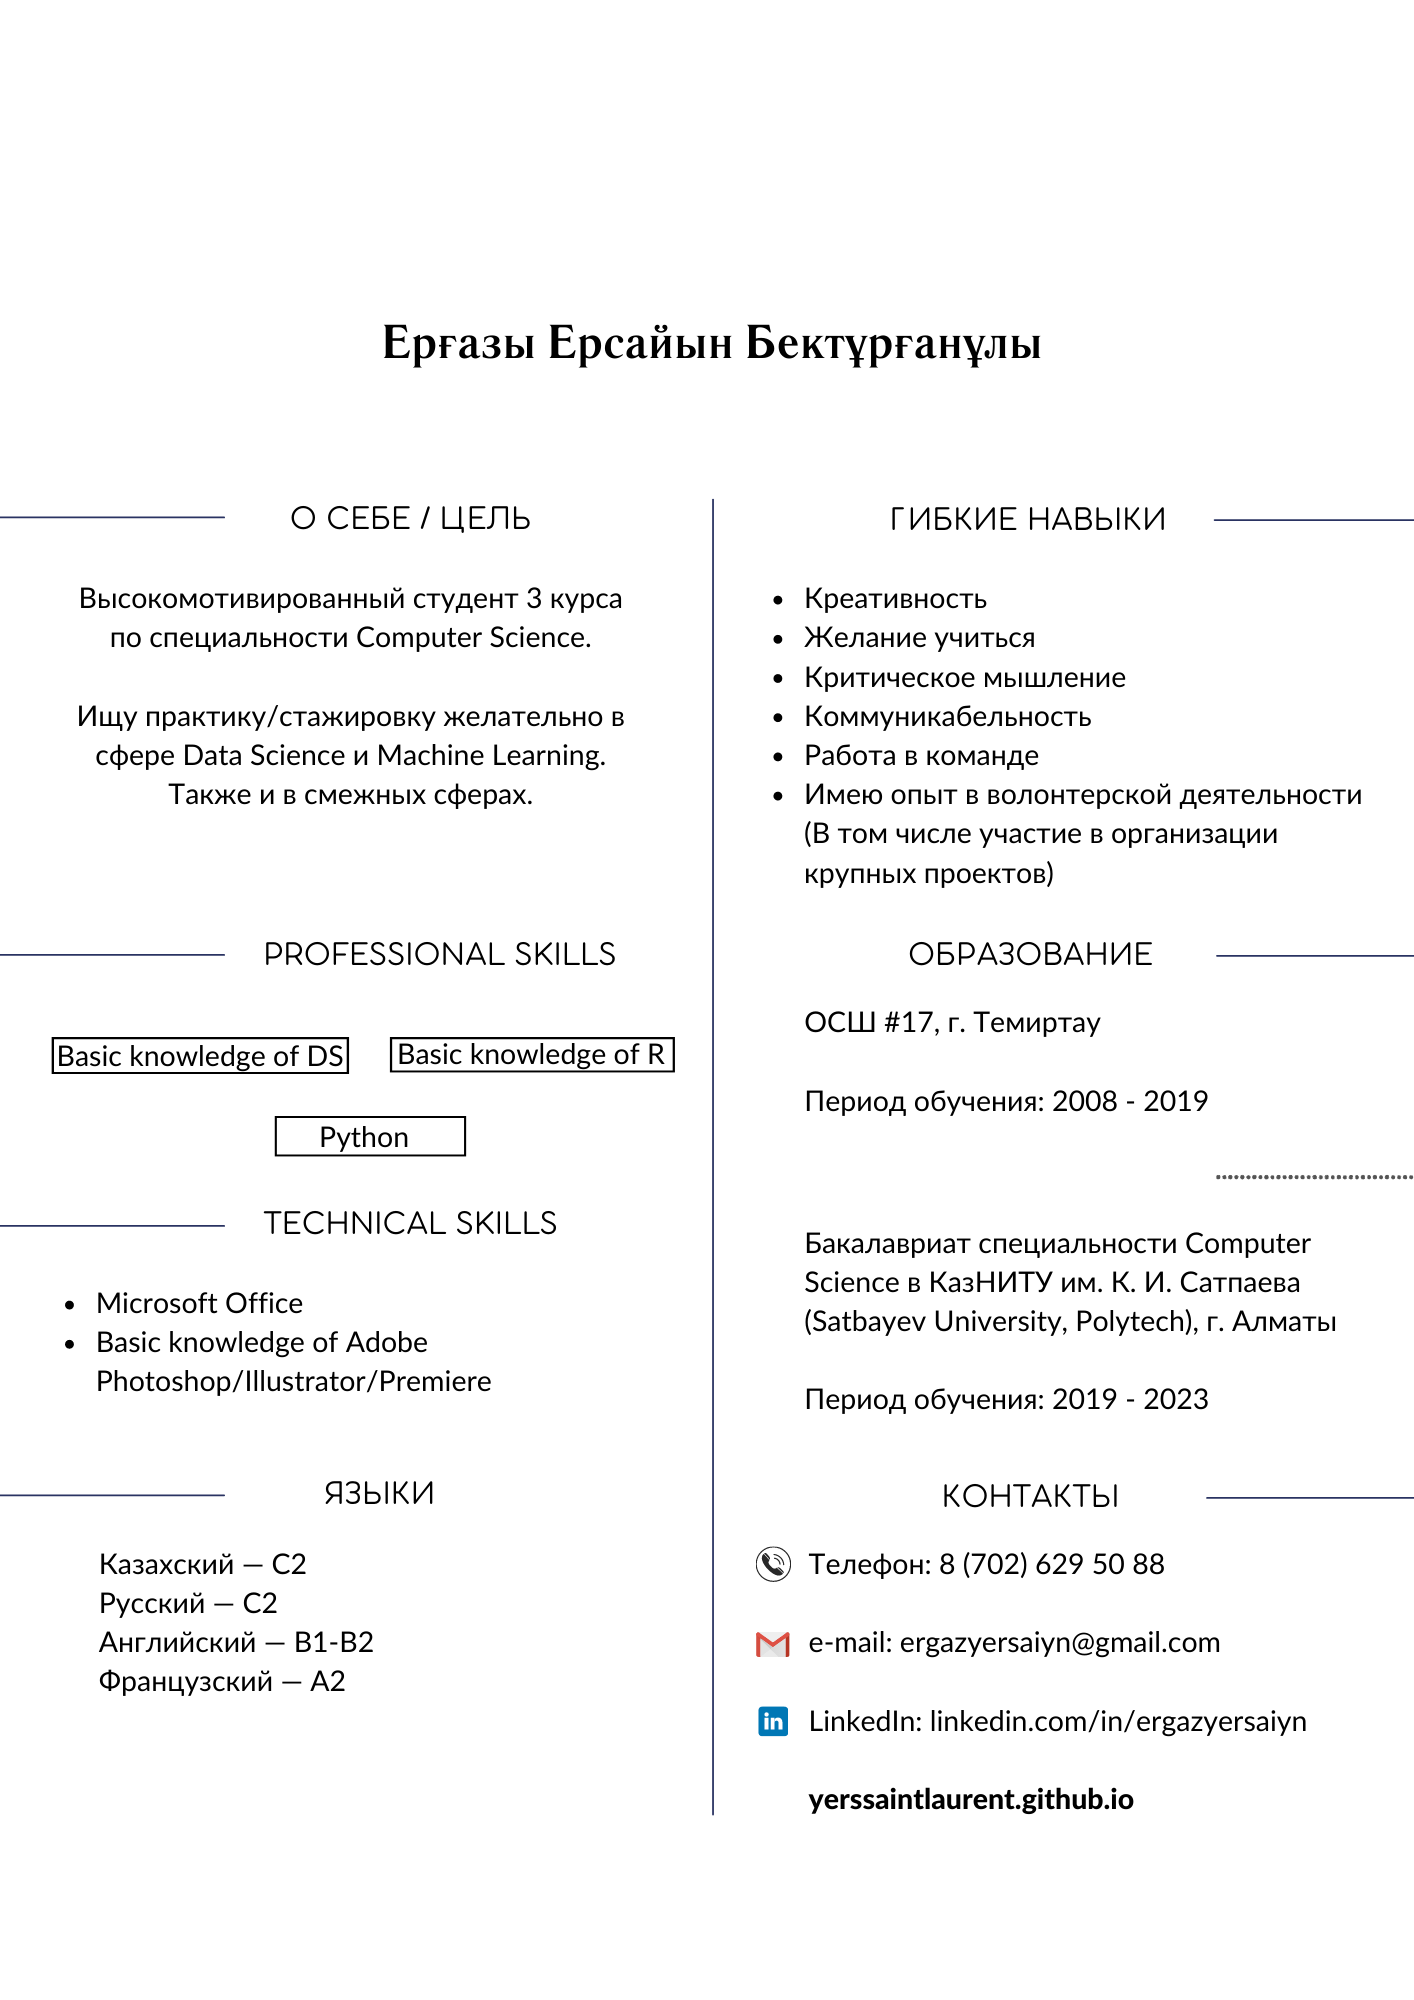 Ерғазы Ерсайын Бектұрғанұлы
О СЕБЕ / ЦЕЛЬ
Высокомотивированный студент 3 курса
по специальности Computer Science.
Ищу практику/стажировку желательно в
сфере Data Science и Machine Learning.
Также и в смежных сферах.
PROFESSIONAL SKILLS
Basic knowledge of DS
Basic knowledge of R
Python
TECHNICAL SKILLS
• Microsoft Office
• Basic knowledge of Adobe
Photoshop/Illustrator/Premiere
ЯЗЫКИ
Казахский — C2
Русский — C2
Английский — B1-B2
Французский — A2
ГИБКИЕ НАВЫКИ
• Креативность
• Желание учиться
• Критическое мышление
• Коммуникабельность
• Работа в команде
• Имею опыт в волонтерской деятельности
(В том числе участие в организации
крупных проектов)
ОБРАЗОВАНИЕ
ОСШ #17, г. Темиртау
Период обучения: 2008 - 2019
Бакалавриат специальности Computer
Science в КазНИТУ им. К. И. Сатпаева
(Satbayev University, Polytech), г. Алматы
Период обучения: 2019 - 2023
КОНТАКТЫ
Телефон: 8 (702) 629 50 88
e-mail: ergazyersaiyn@gmail.com
LinkedIn: linkedin.com/in/ergazyersaiyn
yerssaintlaurent.github.io